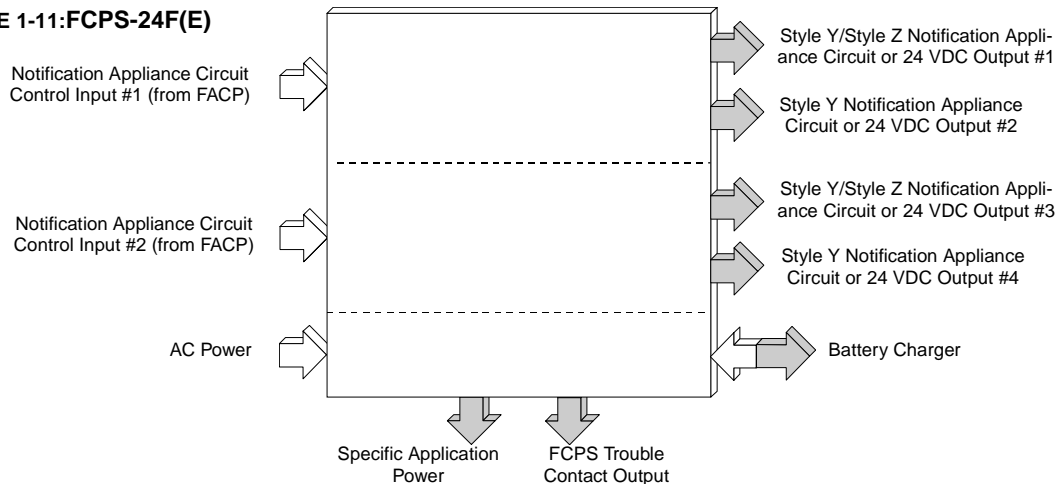 E 1-11:FCPS-24F(E)
Notification Appliance Circuit
Control Input #1 (from FACP)
Style Y/Style Z Notification Appli-
ance Circuit or 24 VDC Output #1
Style Y Notification Appliance
Circuit or 24 VDC Output #2
Notification Appliance Circuit
Control Input #2 (from FACP)
Style Y/Style Z Notification Appli-
ance Circuit or 24 VDC Output #3
Style Y Notification Appliance
Circuit or 24 VDC Output #4
AC Power
Battery Charger
Specific Application
Power
FCPS Trouble
Contact Output